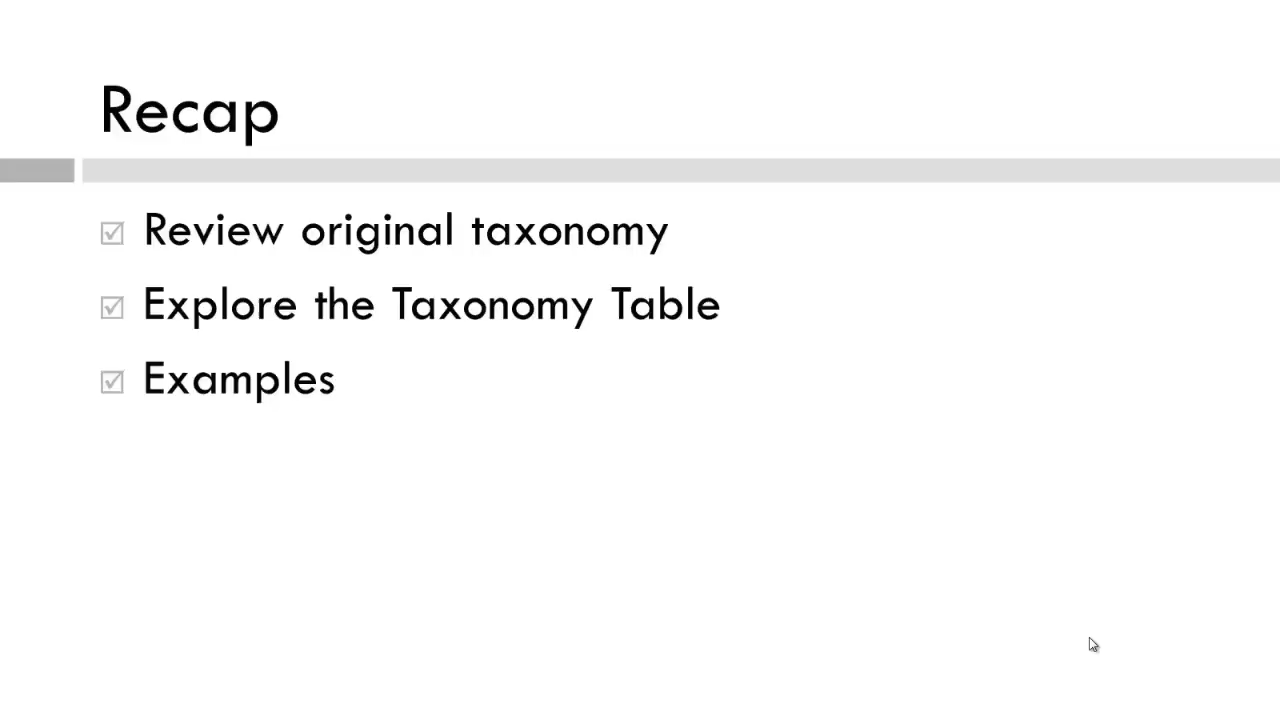 Recap
Review original taxonomy
Explore the Taxonomy Table
Examples